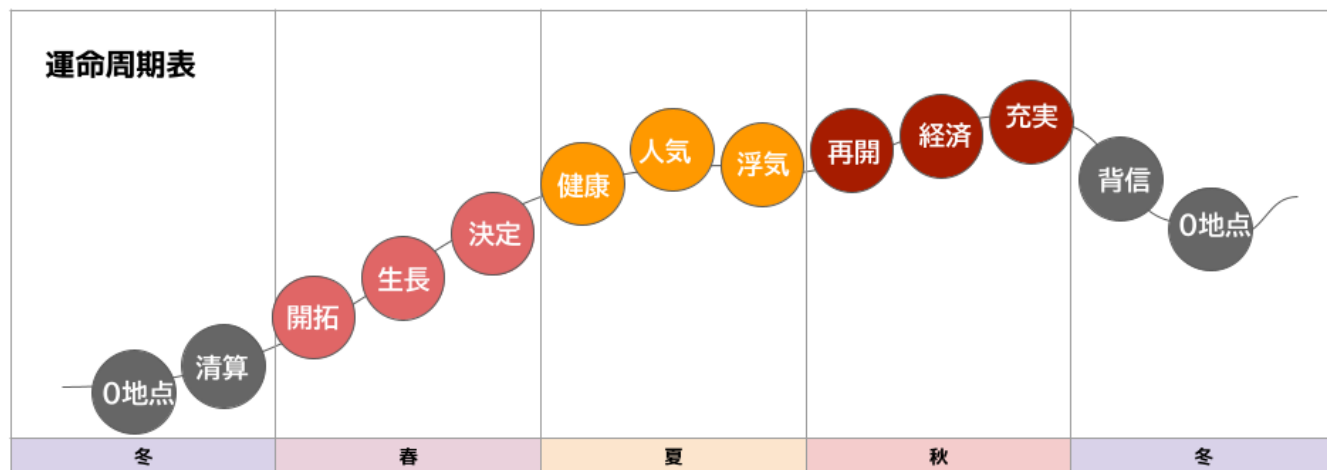 運命周期表
0地点
清算
開拓
生長
決定
健康
人気
浮気
再開
経済
充実
背信
0地点
冬
春
夏
秋
冬